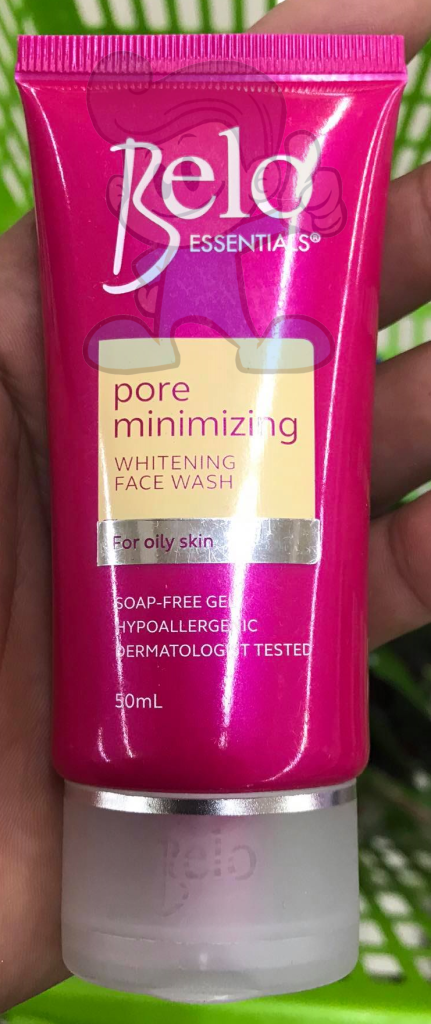 Belo
ESSENTIALS®
pore
minimizing
WHITENING
FACE WASH
For oily skin
SOAP-FREE GEL
HYPOALLERGENIC
DERMATOLOGIST TESTED
50mL